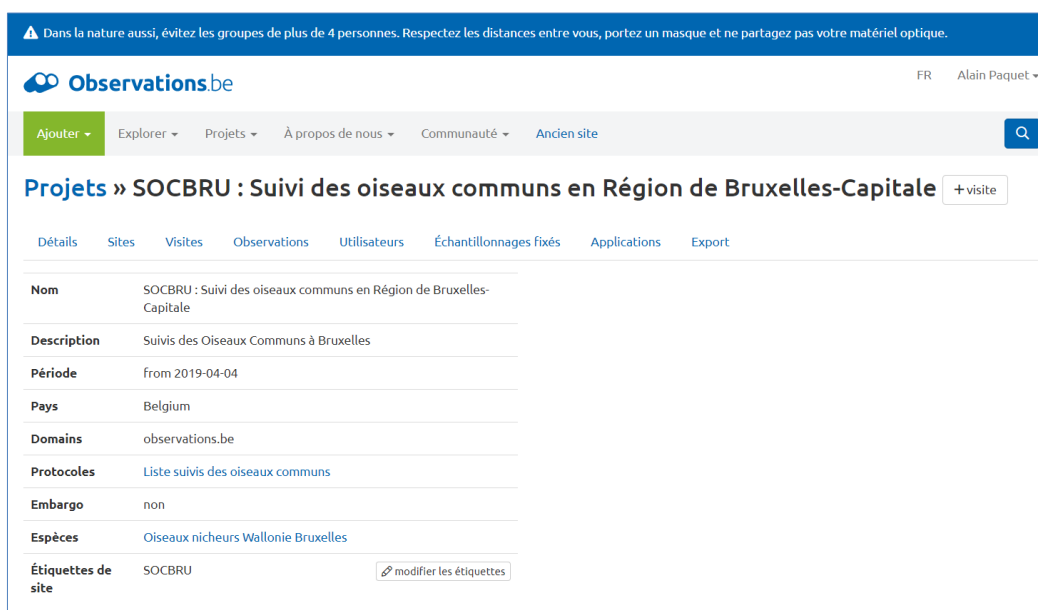 Dans la nature aussi, évitez les groupes de plus de 4 personnes. Respectez les distances entre vous, portez un masque et ne partagez pas votre matériel optique.
Observations.be
FR Alain Paquet
Ajouter Explorer Projets À propos de nous Communauté Ancien site
Projets » SOCBRU : Suivi des oiseaux communs en Région de Bruxelles-Capitale + visite
Détails Sites Visites Observations Utilisateurs Échantillonnages fixés Applications Export
Nom SOCBRU : Suivi des oiseaux communs en Région de Bruxelles-
Capitale
Description Suivis des Oiseaux Communs à Bruxelles
Période from 2019-04-04
Pays Belgium
Domains observations.be
Protocoles Liste suivis des oiseaux communs
Embargo non
Espèces Oiseaux nicheurs Wallonie Bruxelles
Étiquettes de SOCBRU modifier les étiquettes
site